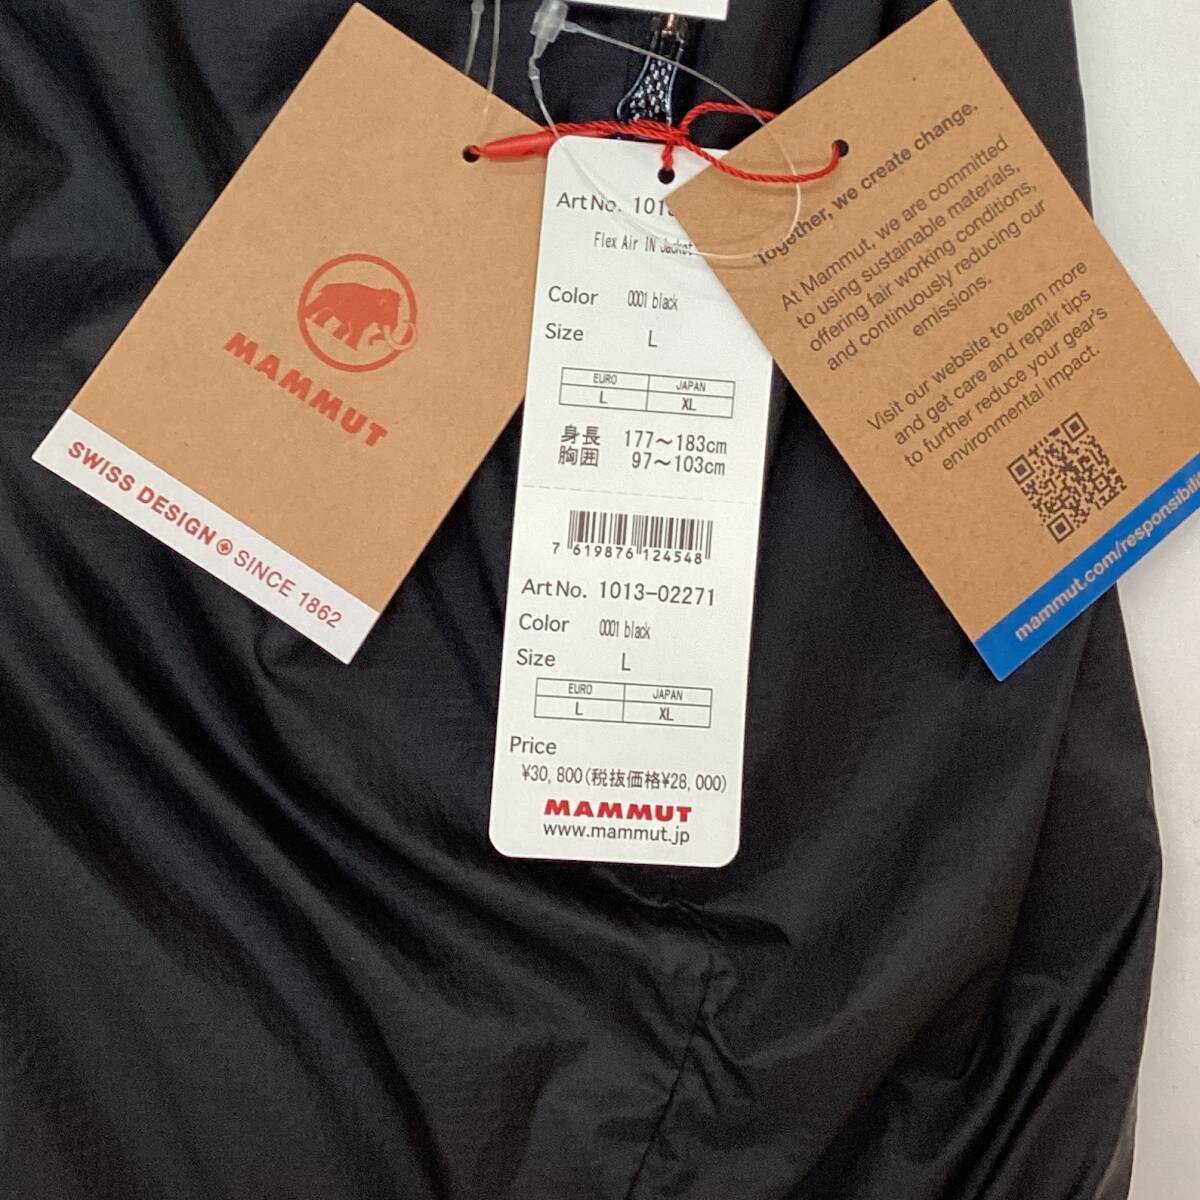 MAMMUT
SWISS DESIGN SINCE 1862
Art No.
Flex Air IN Jacket
Color 0001 black
Size L
EURO JAPAN
L XL
身長 177～183cm
胸囲 97～103cm
7 619876 124548
Art No. 1013-02271
Color 0001 black
Size L
EURO JAPAN
L XL
Price
¥30,800(税抜価格¥28,000)
MAMMUT
www.mammut.jp
Together, we create change.
At Mammut, we are committed
to using sustainable materials,
offering fair working conditions,
and continuously reducing our
emissions.
Visit our website to learn more
and get care and repair tips
to further reduce your gear's
environmental impact.
mammut.com/responsibili